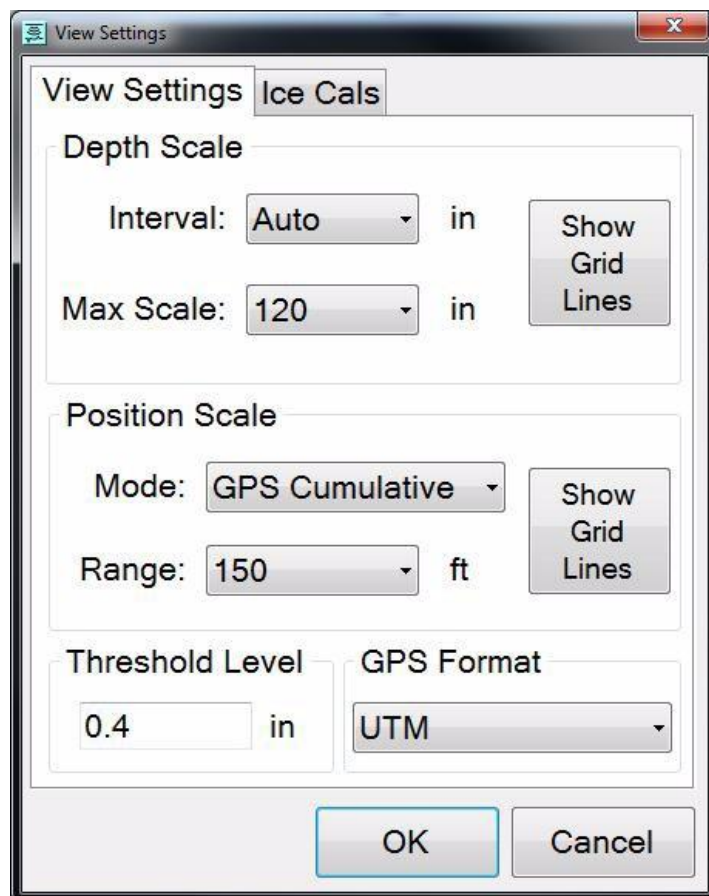 View Settings
x
View Settings Ice Cals
Depth Scale
Interval: Auto in
Show
Grid
Lines
Max Scale: 120 in
Position Scale
Mode: GPS Cumulative
Show
Grid
Lines
Range: 150 ft
Threshold Level
0.4 in
GPS Format
UTM
OK Cancel